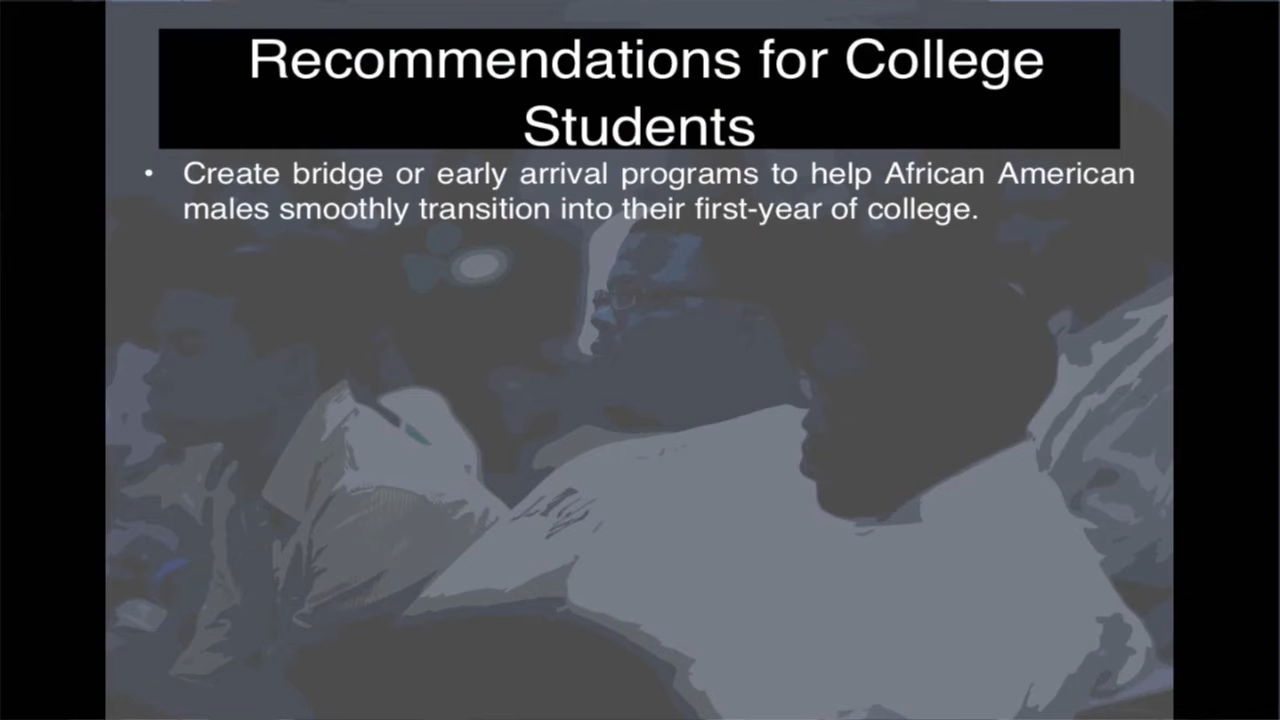 Recommendations for College
Students
• Create bridge or early arrival programs to help African American
males smoothly transition into their first-year of college.